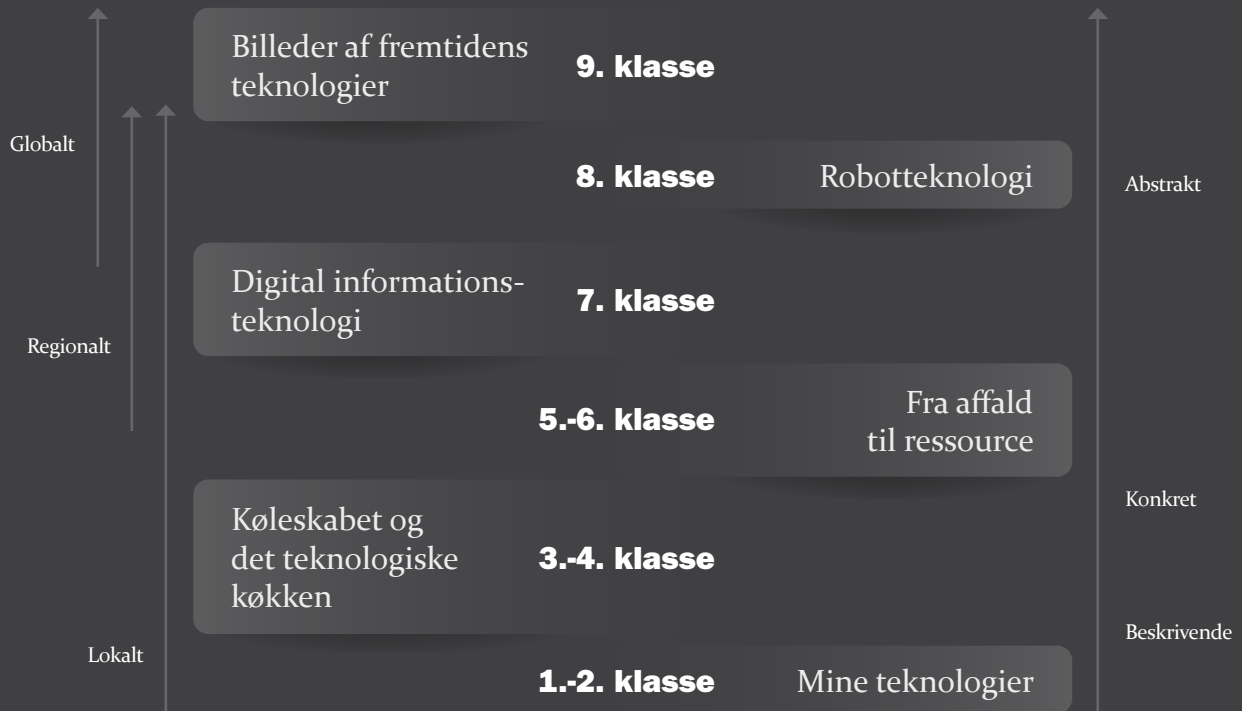 Billeder af fremtidens
teknologier
9. klasse
Globalt
8. klasse
Robotteknologi
Abstrakt
Digital informations-
teknologi
7. klasse
Regionalt
5.-6. klasse
Fra affald
til ressource
Konkret
Køleskabet og
det teknologiske
køkken
3.-4. klasse
Beskrivende
Lokalt
1.-2. klasse
Mine teknologier